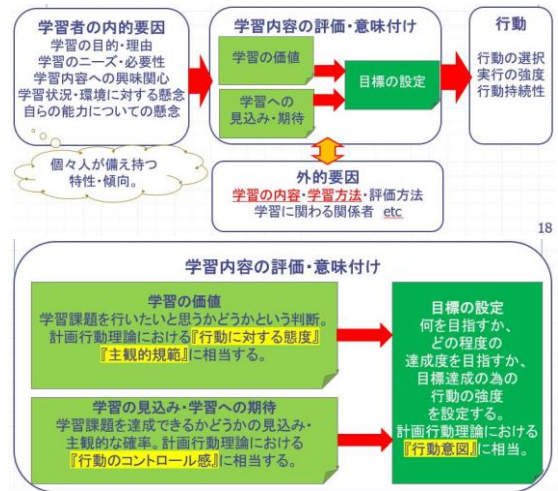 学習者の内的要因
学習の目的・理由
学習のニーズ・必要性
学習内容への興味関心
学習状況・環境に対する懸念
自らの能力についての懸念
個々人が備え持つ
特性・傾向。
学習内容の評価・意味付け
学習の価値
学習への
見込み・期待
目標の設定
行動
行動の選択
実行の強度
行動持続性
外的要因
学習の内容・学習方法・評価方法
学習に関わる関係者 etc
18
学習内容の評価・意味付け
学習の価値
学習課題を行いたいと思うかどうかという判断。
計画行動理論における『行動に対する態度』
『主観的規範』に相当する。
学習の見込み・学習への期待
学習課題を達成できるかどうかの見込み・
主観的な確率。計画行動理論における
『行動のコントロール感』に相当する。
目標の設定
何を目指すか、
どの程度の
達成度を目指すか、
目標達成の為の
行動の強度
を設定する。
計画行動理論における
『行動意図』に相当。